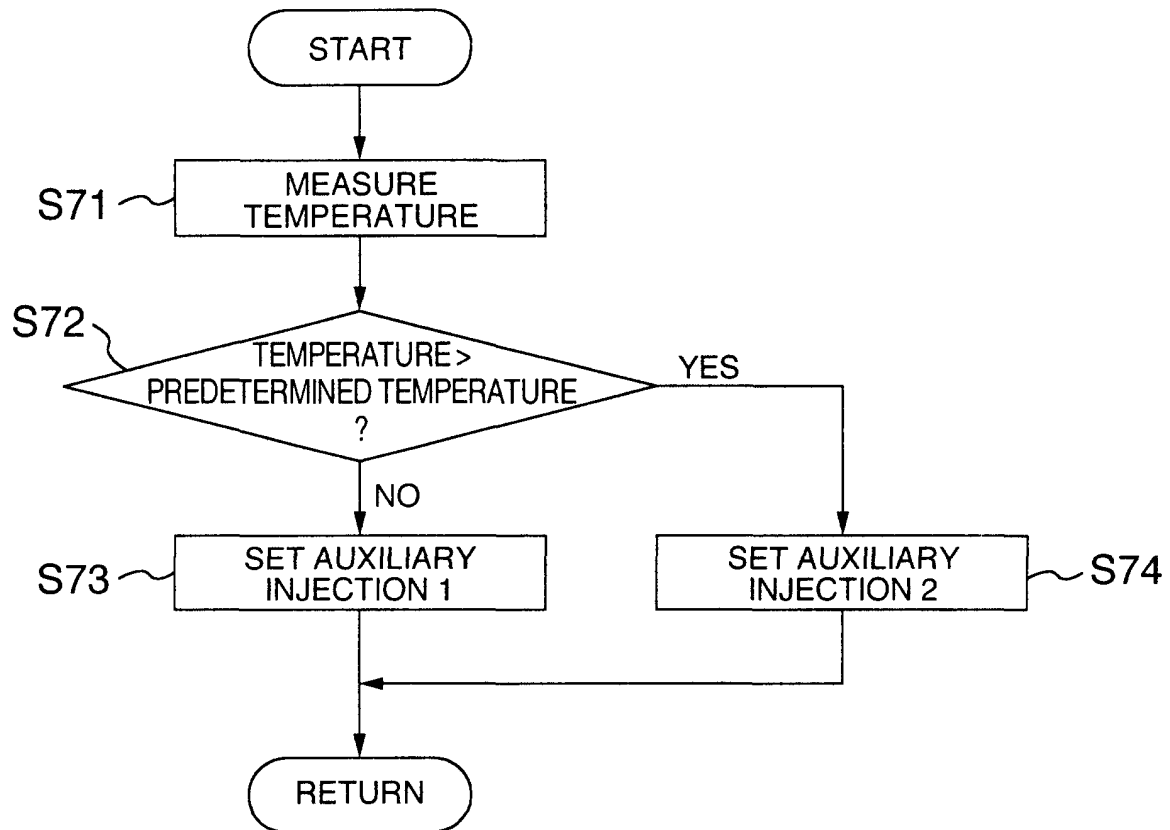 START
S71
MEASURE
TEMPERATURE
S72
TEMPERATURE >
PREDETERMINED TEMPERATURE
?
YES
NO
S73
SET AUXILIARY
INJECTION 1
SET AUXILIARY
INJECTION 2
S74
RETURN